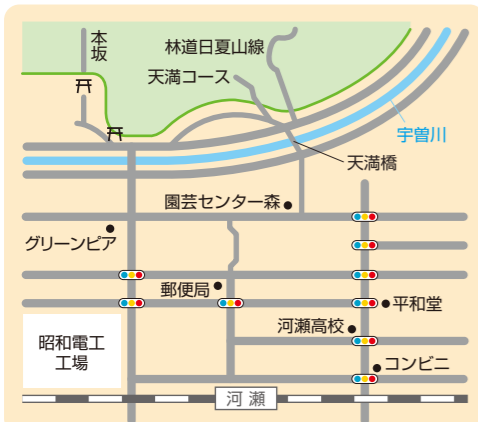 本坂
林道日夏山線
天満コース
宇曽川
天満橋
園芸センター森
グリーンピア
郵便局
平和堂
河瀬高校
昭和電工
工場
コンビニ
河瀬